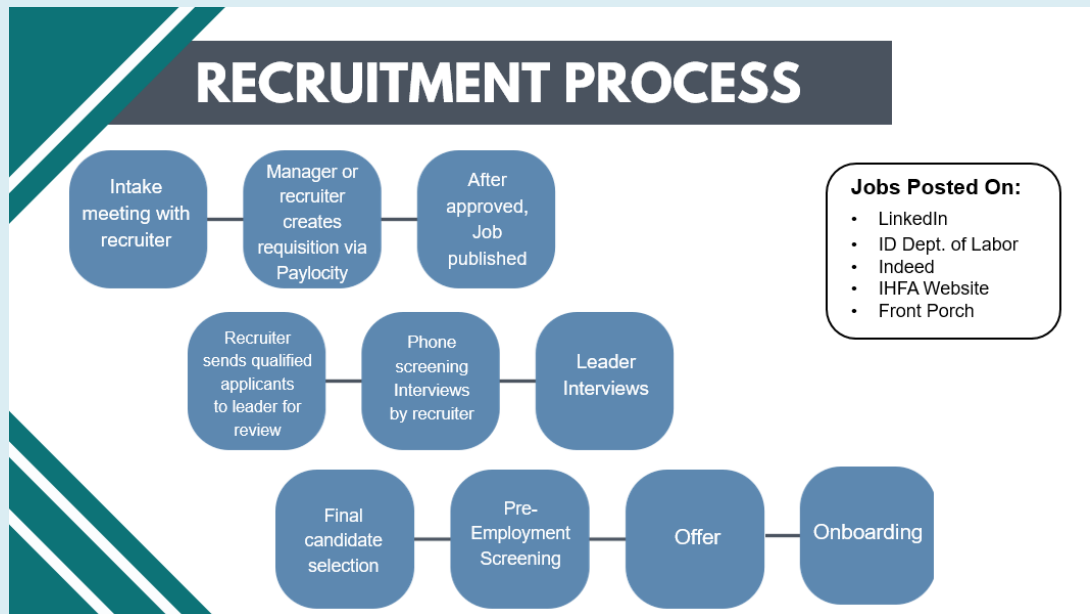 RECRUITMENT PROCESS
Intake
meeting with
recruiter
Manager or
recruiter
creates
requisition via
Paylocity
After
approved,
Job
published
Jobs Posted On:
• LinkedIn
• ID Dept. of Labor
• Indeed
• IHFA Website
• Front Porch
Recruiter
sends qualified
applicants
to leader for
review
Phone
screening
Interviews
by recruiter
Leader
Interviews
Final
candidate
selection
Pre-
Employment
Screening
Offer
Onboarding